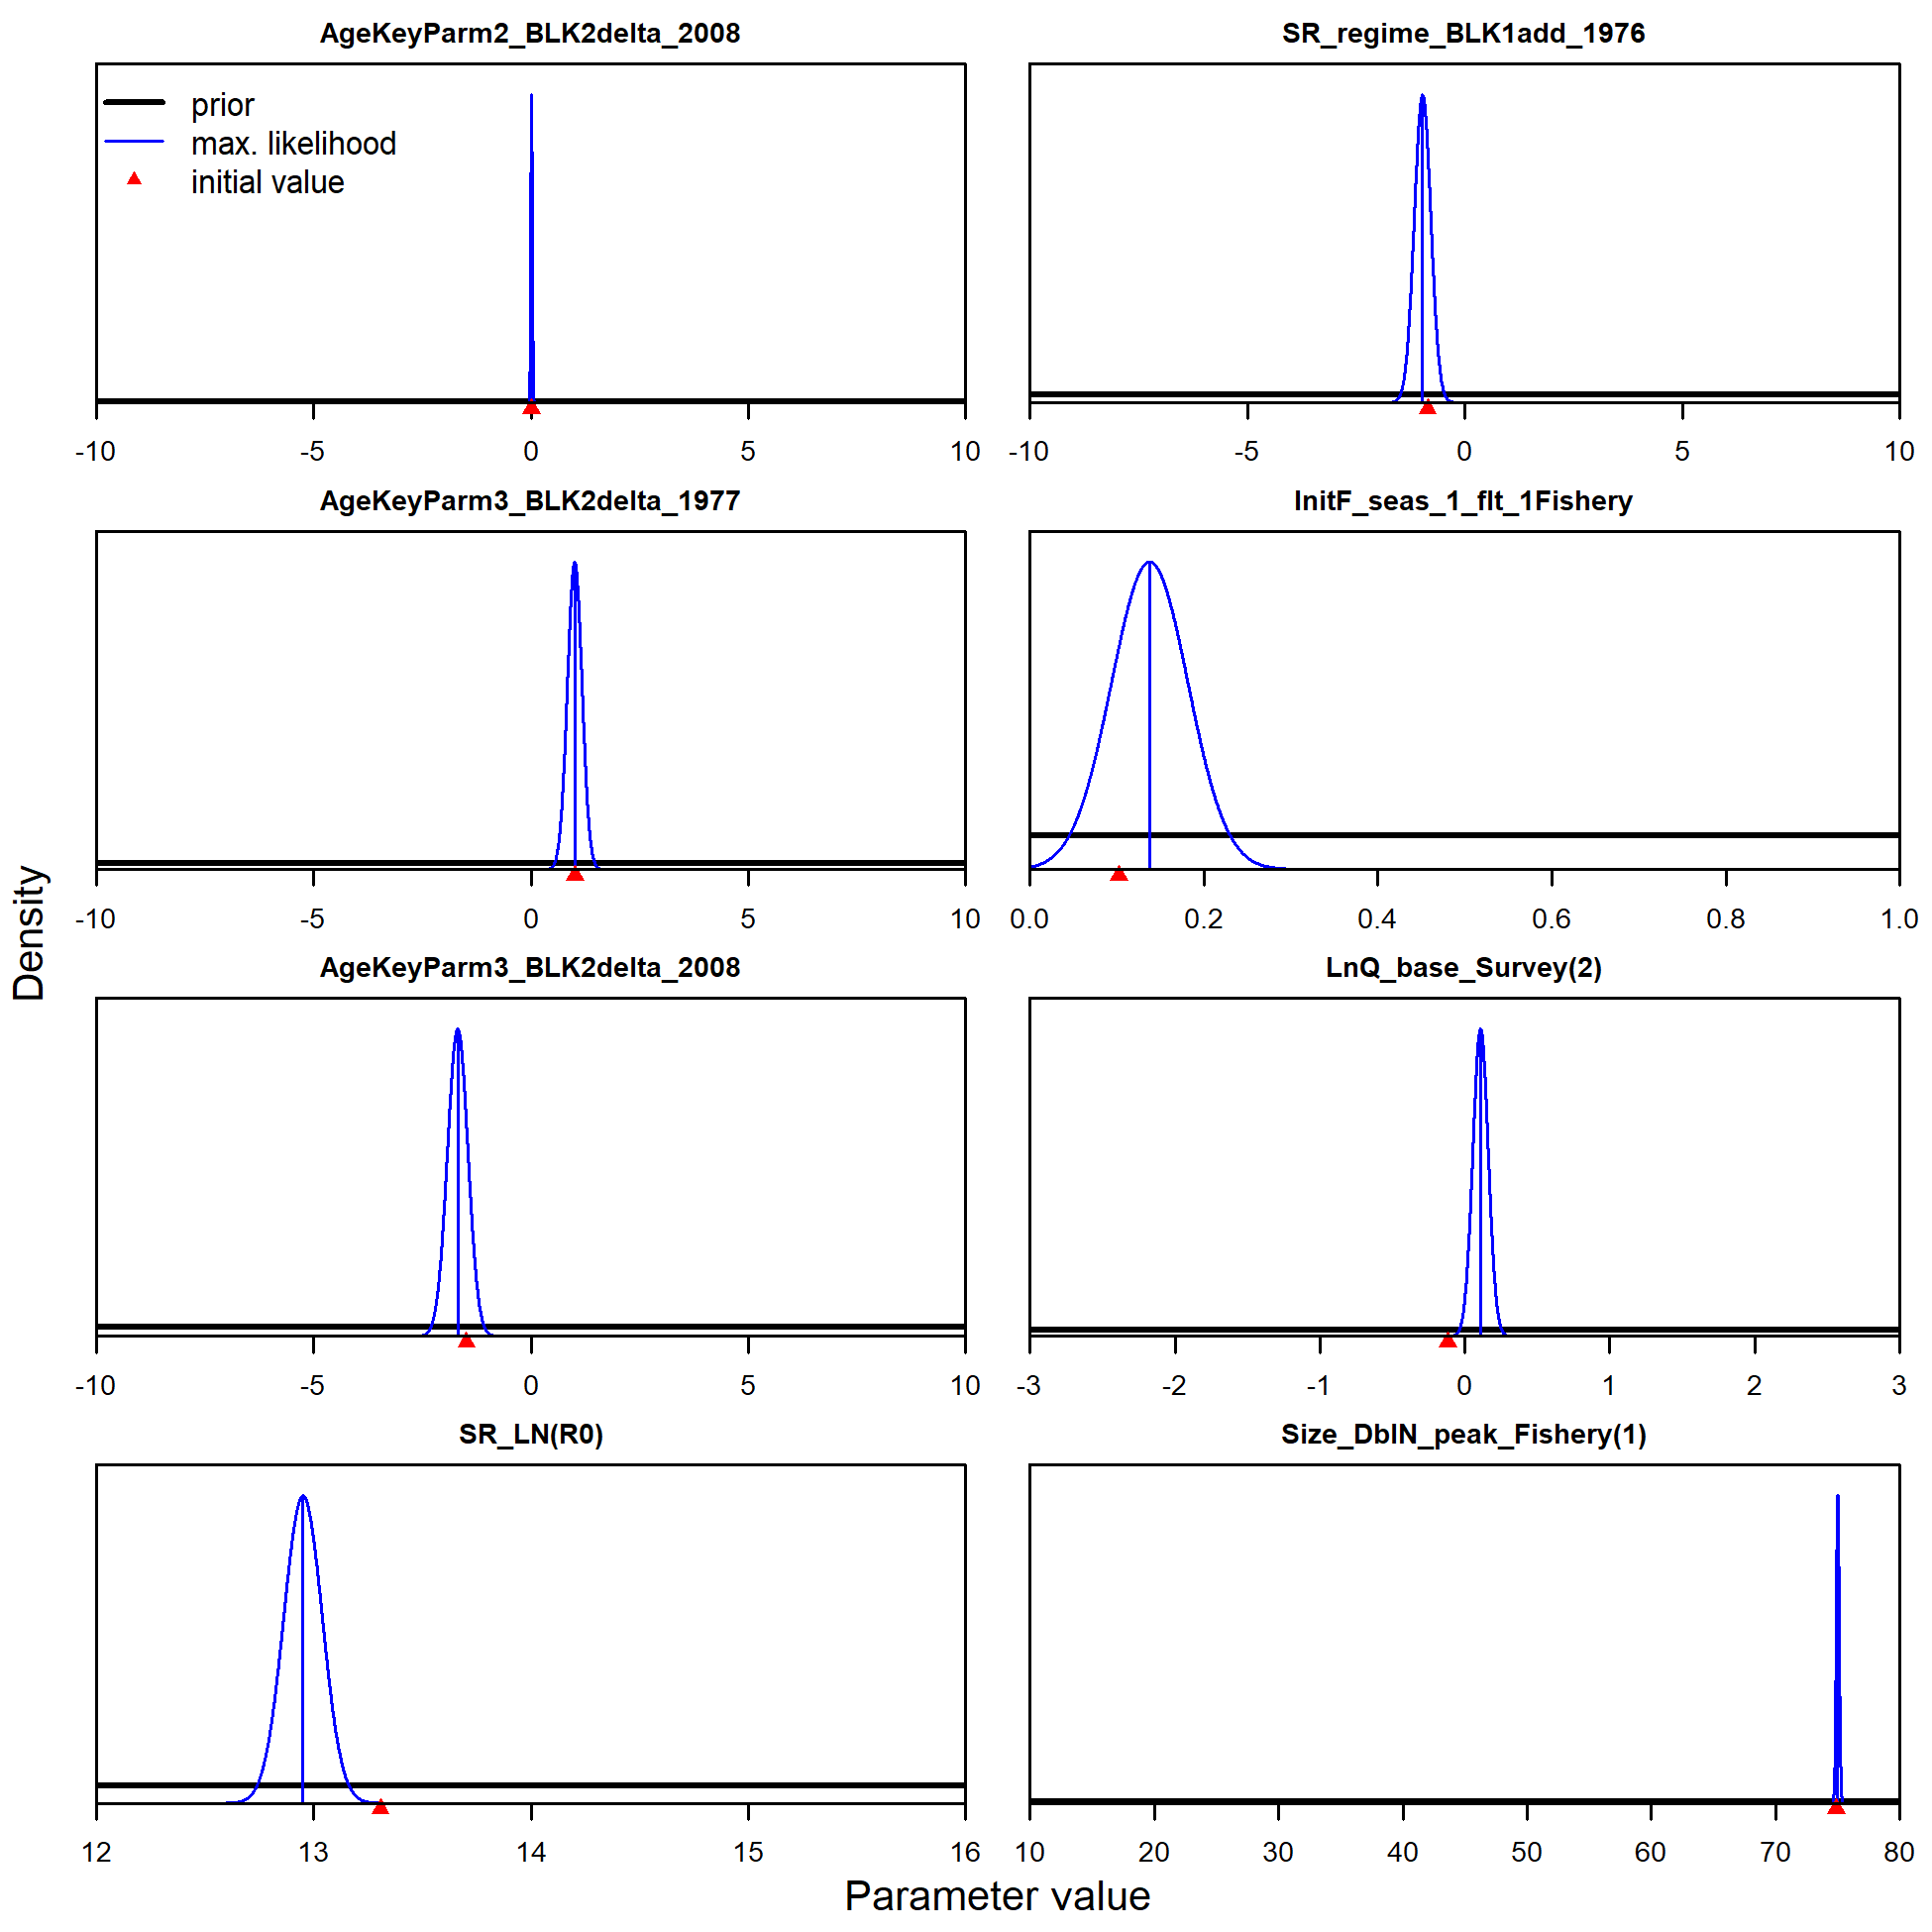 AgeKeyParm2_BLK2delta_2008
prior
max. likelihood
initial value
-10 -5 0 5 10
SR_regime_BLK1add_1976
-10 -5 0 5 10
AgeKeyParm3_BLK2delta_1977
-10 -5 0 5 10
InitF_seas_1_flt_1Fishery
0.0 0.2 0.4 0.6 0.8 1.0
AgeKeyParm3_BLK2delta_2008
-10 -5 0 5 10
LnQ_base_Survey(2)
-3 -2 -1 0 1 2 3
SR_LN(R0)
12 13 14 15 16
Size_DblN_peak_Fishery(1)
10 20 30 40 50 60 70 80
Density
Parameter value